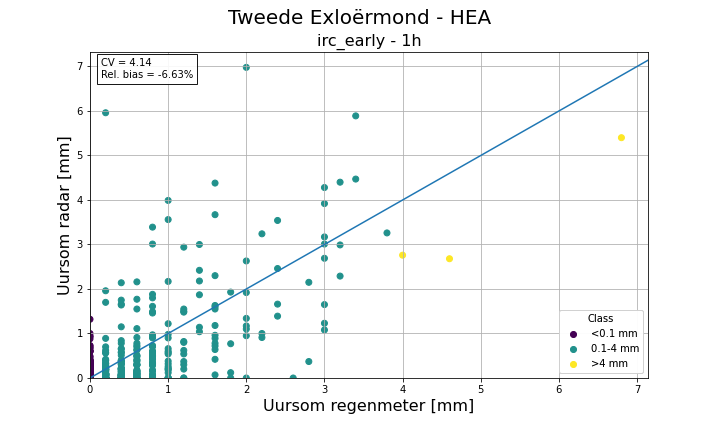 Tweede Exloërmond - HEA
irc_early - 1h
CV = 4.14
Rel. bias = -6.63%
Uursom radar [mm]
7
6
5
4
3
2
1
0
0 1 2 3 4 5 6 7
Uursom regenmeter [mm]
Class
<0.1 mm
0.1-4 mm
>4 mm